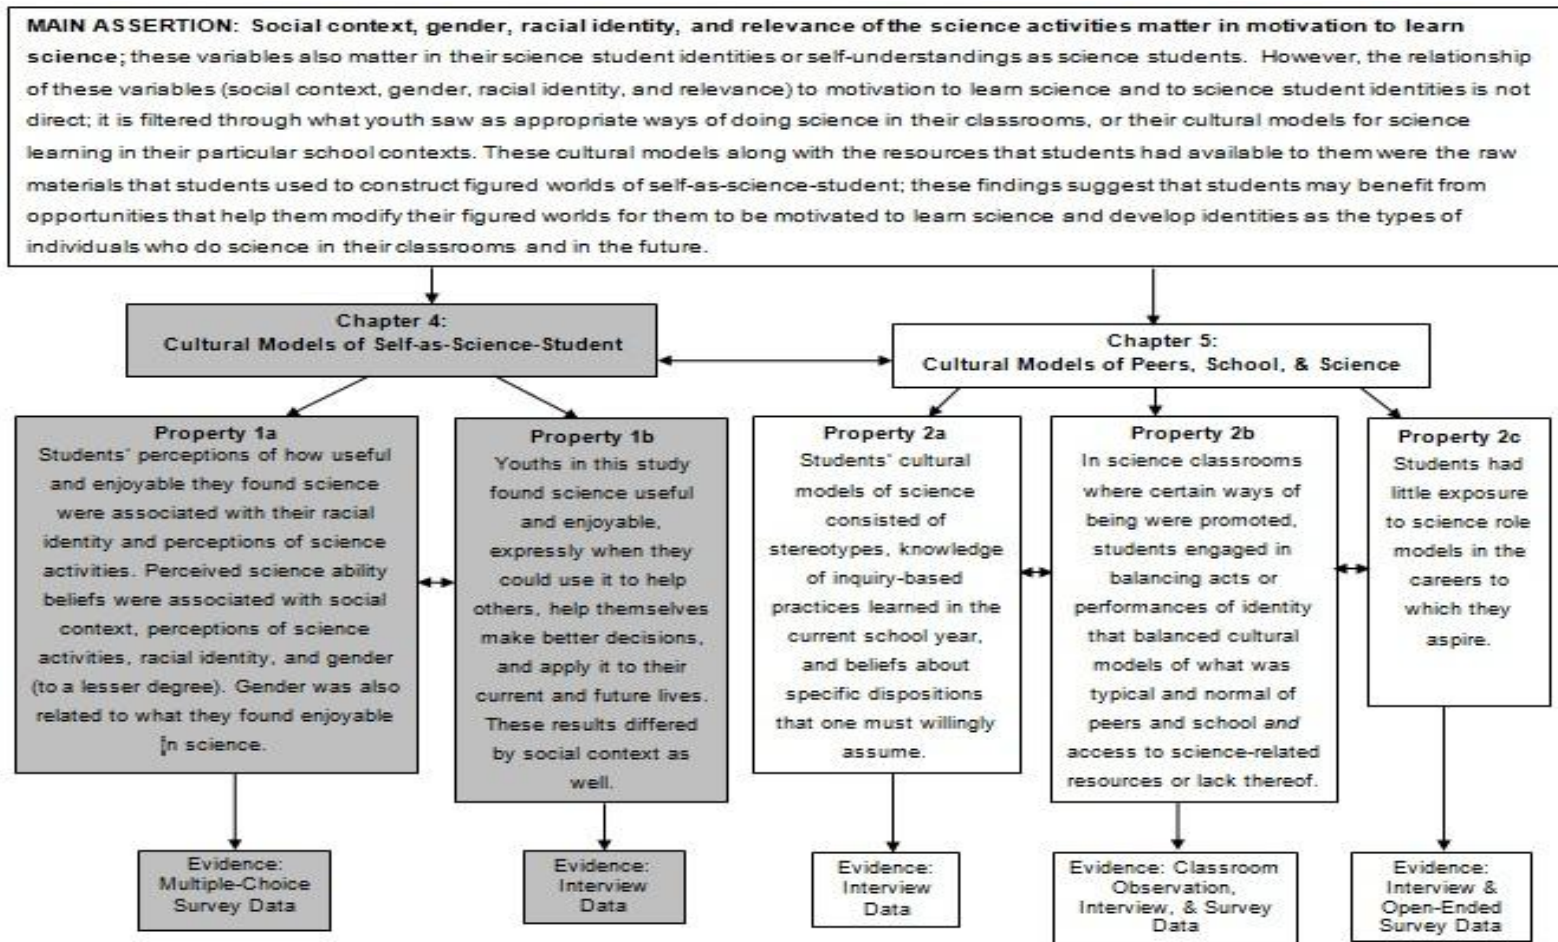 MAIN ASSERTION: Social context, gender, racial identity, and relevance of the science activities matter in motivation to learn
science; these variables also matter in their science student identities or self-understandings as science students. However, the relationship
of these variables (social context, gender, racial identity, and relevance) to motivation to learn science and to science student identities is not
direct; it is filtered through what youth saw as appropriate ways of doing science in their classrooms, or their cultural models for science
learning in their particular school contexts. These cultural models along with the resources that students had available to them were the raw
materials that students used to construct figured worlds of self-as-science-student; these findings suggest that students may benefit from
opportunities that help them modify their figured worlds for them to be motivated to learn science and develop identities as the types of
individuals who do science in their classrooms and in the future.
Chapter 4:
Cultural Models of Self-as-Science-Student
Chapter 5:
Cultural Models of Peers, School, & Science
Property 1a
Students' perceptions of how useful
and enjoyable they found science
were associated with their racial
identity and perceptions of science
activities. Perceived science ability
beliefs were associated with social
context, perceptions of science
activities, racial identity, and gender
(to a lesser degree). Gender was also
related to what they found enjoyable
in science.
Property 1b
Youths in this study
found science useful
and enjoyable,
expressly when they
could use it to help
others, help themselves
make better decisions,
and apply it to their
current and future lives.
These results differed
by social context as
well.
Property 2a
Students' cultural
models of science
consisted of
stereotypes, knowledge
of inquiry-based
practices learned in the
current school year,
and beliefs about
specific dispositions
that one must willingly
assume.
Property 2b
In science classrooms
where certain ways of
being were promoted,
students engaged in
balancing acts or
performances of identity
that balanced cultural
models of what was
typical and normal of
peers and school and
access to science-related
resources or lack thereof.
Property 2c
Students had
little exposure
to science role
models in the
careers to
which they
aspire.
Evidence:
Multiple-Choice
Survey Data
Evidence:
Interview
Data
Evidence:
Interview
Data
Evidence: Classroom
Observation,
Interview, & Survey
Data
Evidence:
Interview &
Open-Ended
Survey Data